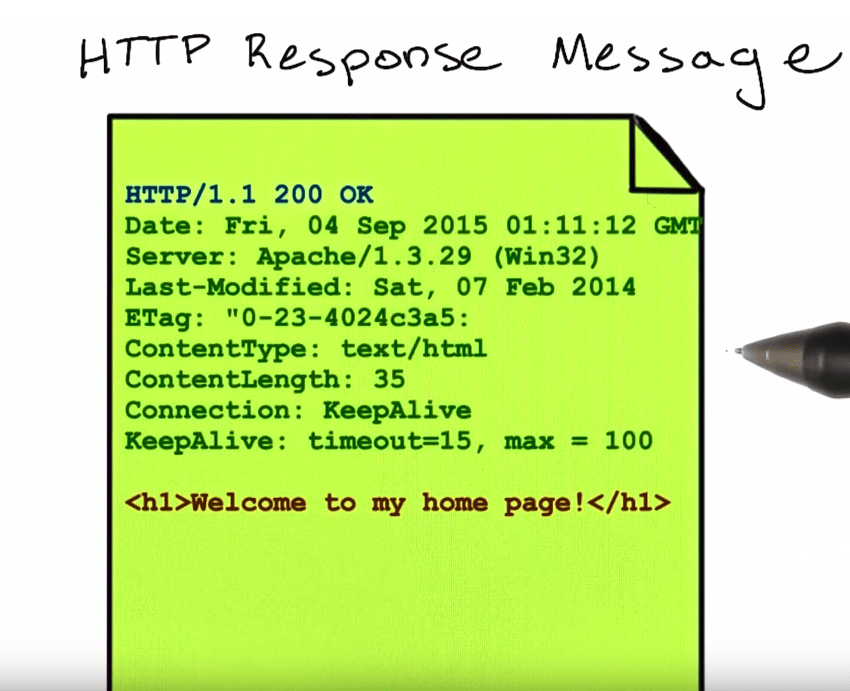 HTTP Response Message
HTTP/1.1 200 OK
Date: Fri, 04 Sep 2015 01:11:12 GMT
Server: Apache/1.3.29 (Win32)
Last-Modified: Sat, 07 Feb 2014
ETag: "0-23-4024c3a5:
ContentType: text/html
ContentLength: 35
Connection: KeepAlive
KeepAlive: timeout=15, max = 100
<h1>Welcome to my home page!</h1>